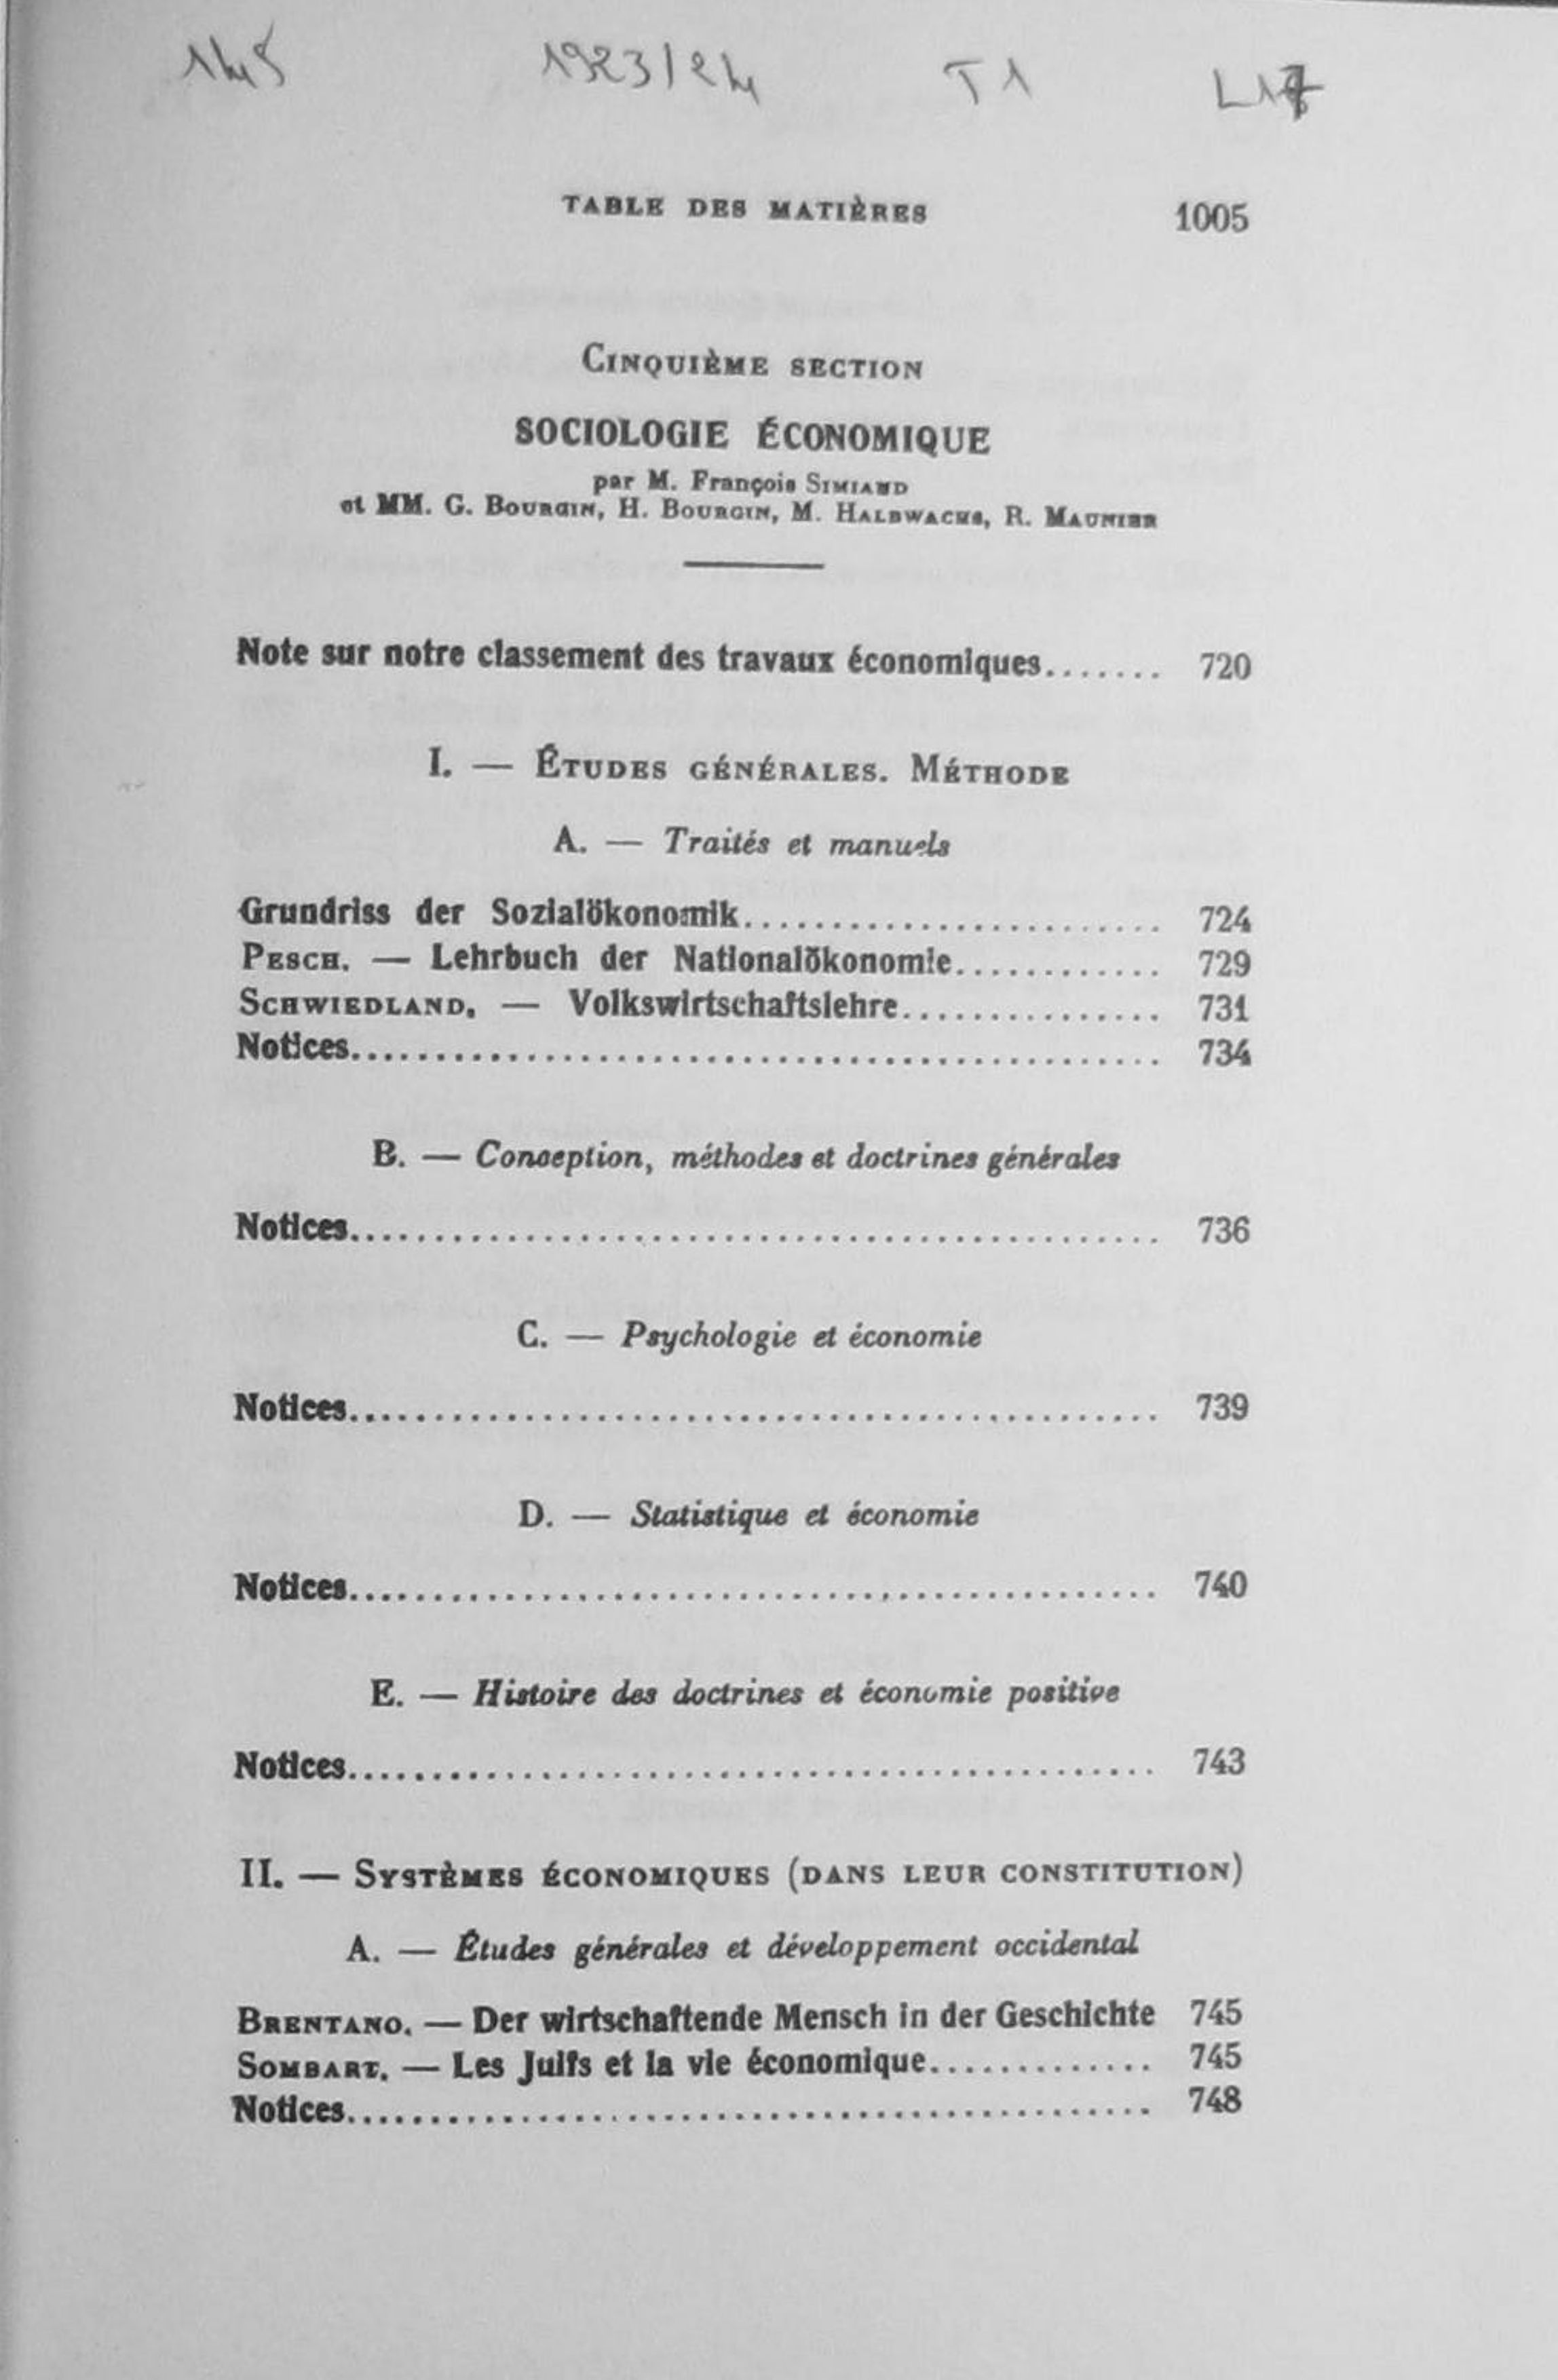 145 1923/24 T1 L17
TABLE DES MATIÈRES 1005
CINQUIÈME SECTION
SOCIOLOGIE ÉCONOMIQUE
par M. François SIMIAND
et MM. G. BOURGIN, H. BOURGIN, M. HALBWACHS, R. MAUNIER
Note sur notre classement des travaux économiques....... 720
I. — ÉTUDES GÉNÉRALES. MÉTHODE
A. — Traités et manuels
Grundriss der Sozialökonomik....................... 724
PESCH. — Lehrbuch der Nationalökonomie............ 729
SCHWIEDLAND. — Volkswirtschaftslehre............... 731
Notices............................................. 734
B. — Conception, méthodes et doctrines générales
Notices............................................. 736
C. — Psychologie et économie
Notices............................................. 739
D. — Statistique et économie
Notices............................................. 740
E. — Histoire des doctrines et économie positive
Notices............................................. 743
II. — SYSTÈMES ÉCONOMIQUES (DANS LEUR CONSTITUTION)
A. — Études générales et développement occidental
BRENTANO. — Der wirtschaftende Mensch in der Geschichte 745
SOMBART. — Les Juifs et la vie économique............. 745
Notices............................................. 748